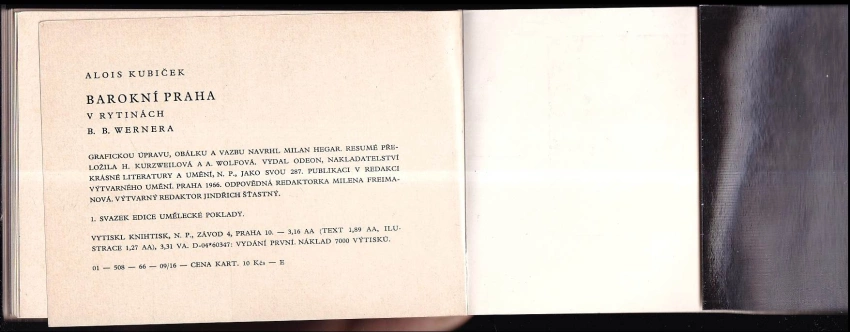 ALOIS KUBIČEK
BAROKNÍ PRAHA
V RYTINÁCH
B. B. WERNERA
GRAFICKOU ÚPRAVU, OBÁLKU A VAZBU NAVRHL MILAN HEGAR. RESUMÉ PŘE-
LOŽILA H. KURZWEILOVÁ A A. WOLFOVÁ. VYDAL ODEON, NAKLADATELSTVÍ
KRÁSNÉ LITERATURY A UMĚNÍ, N. P., JAKO SVOU 287. PUBLIKACI V REDAKCI
VÝTVARNÉHO UMĚNÍ. PRAHA 1966. ODPOVĚDNÁ REDAKTORKA MILENA FREIMA-
NOVÁ. VÝTVARNÝ REDAKTOR JINDŘICH ŠŤASTNÝ.
1. SVAZEK EDICE UMĚLECKÉ POKLADY.
VYTISKL KNIHTISK, N. P., ZÁVOD 4, PRAHA 10. — 3,16 AA (TEXT 1,89 AA, ILU-
STRACE 1,27 AA), 3,31 VA. D-04*60347: VYDÁNÍ PRVNÍ. NÁKLAD 7000 VÝTISKŮ.
01 — 508 — 66 — 09/16 — CENA KART. 10 Kčs — E